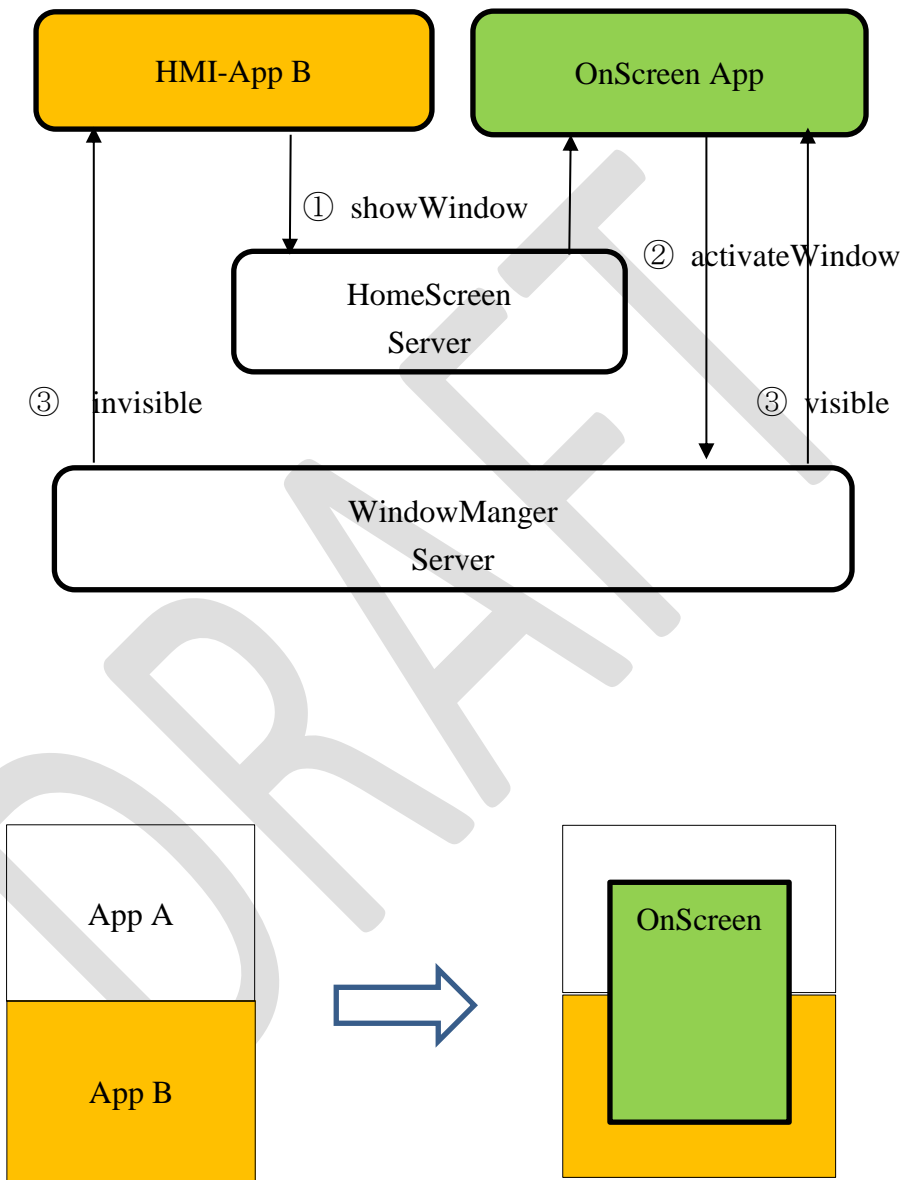 HMI-App B
OnScreen App
① showWindow
② activateWindow
HomeScreen
Server
③ invisible
③ visible
WindowManger
Server
DRAFT
App A
OnScreen
App B